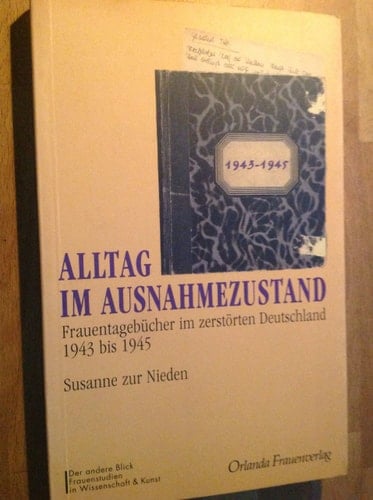 1943-1945
ALLTAG
IM AUSNAHMEZUSTAND
Frauentagebücher im zerstörten Deutschland
1943 bis 1945
Susanne zur Nieden
Der andere Blick
Frauenstudien
in Wissenschaft & Kunst
Orlanda Frauenverlag